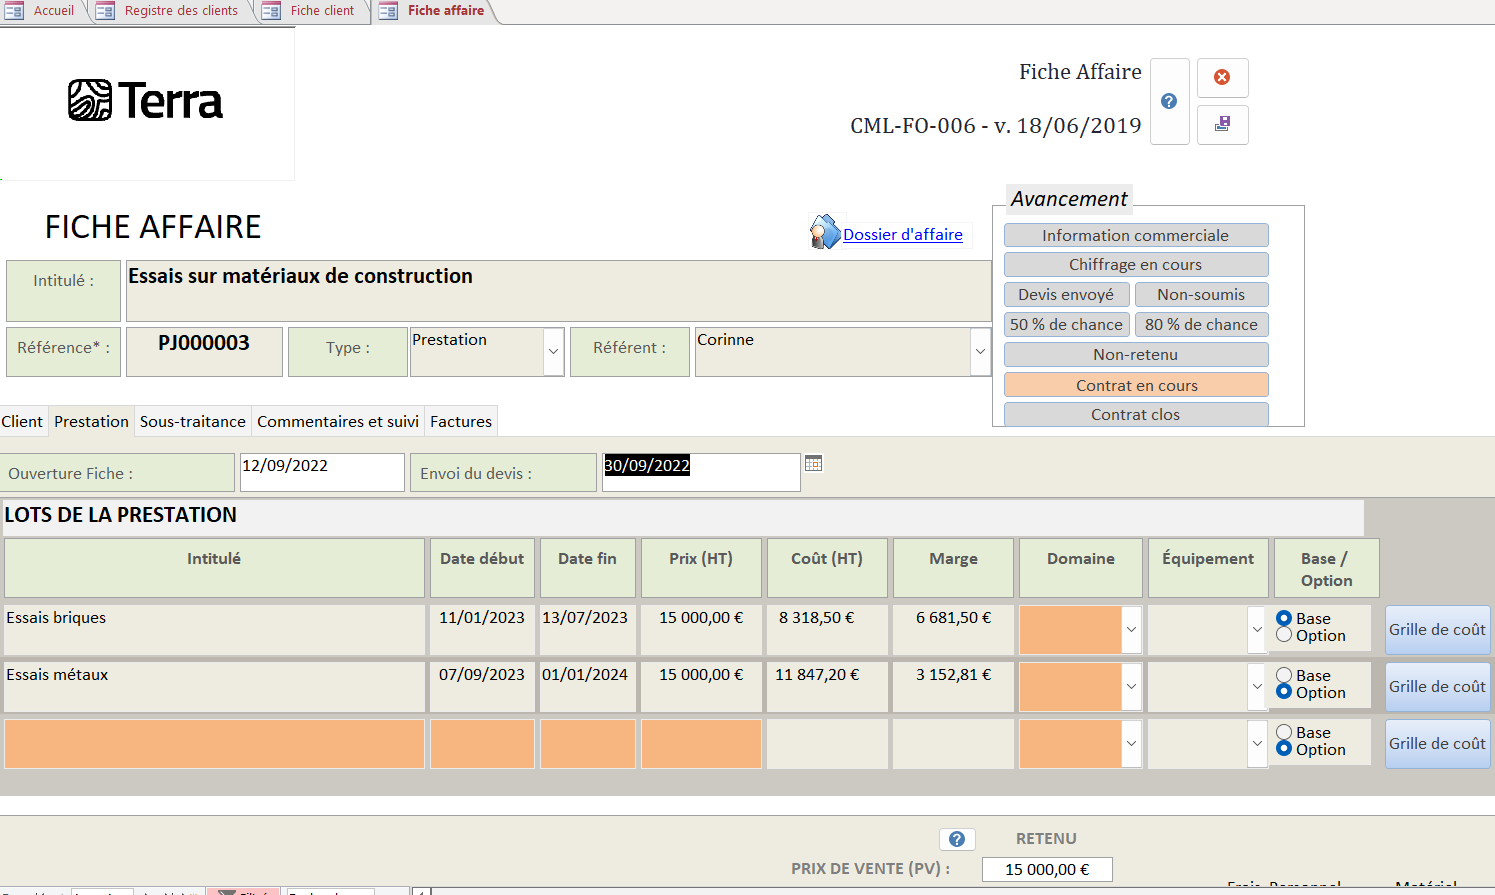 Accueil Registre des clients Fiche client Fiche affaire
Terra
Fiche Affaire
CML-FO-006 - v. 18/06/2019
FICHE AFFAIRE
Dossier d'affaire
Avancement
Information commerciale
Chiffrage en cours
Devis envoyé Non-soumis
50 % de chance 80 % de chance
Non-retenu
Contrat en cours
Contrat clos
Intitulé : Essais sur matériaux de construction
Référence* : PJ000003 Type : Prestation Référent : Corinne
Client Prestation Sous-traitance Commentaires et suivi Factures
Ouverture Fiche : 12/09/2022 Envoi du devis : 30/09/2022
LOTS DE LA PRESTATION
Intitulé Date début Date fin Prix (HT) Coût (HT) Marge Domaine Équipement Base /
Option
Essais briques 11/01/2023 13/07/2023 15 000,00 € 8 318,50 € 6 681,50 € Base
Option Grille de coût
Essais métaux 07/09/2023 01/01/2024 15 000,00 € 11 847,20 € 3 152,81 € Base
Option Grille de coût
Base
Option Grille de coût
RETENU
PRIX DE VENTE (PV) : 15 000,00 €